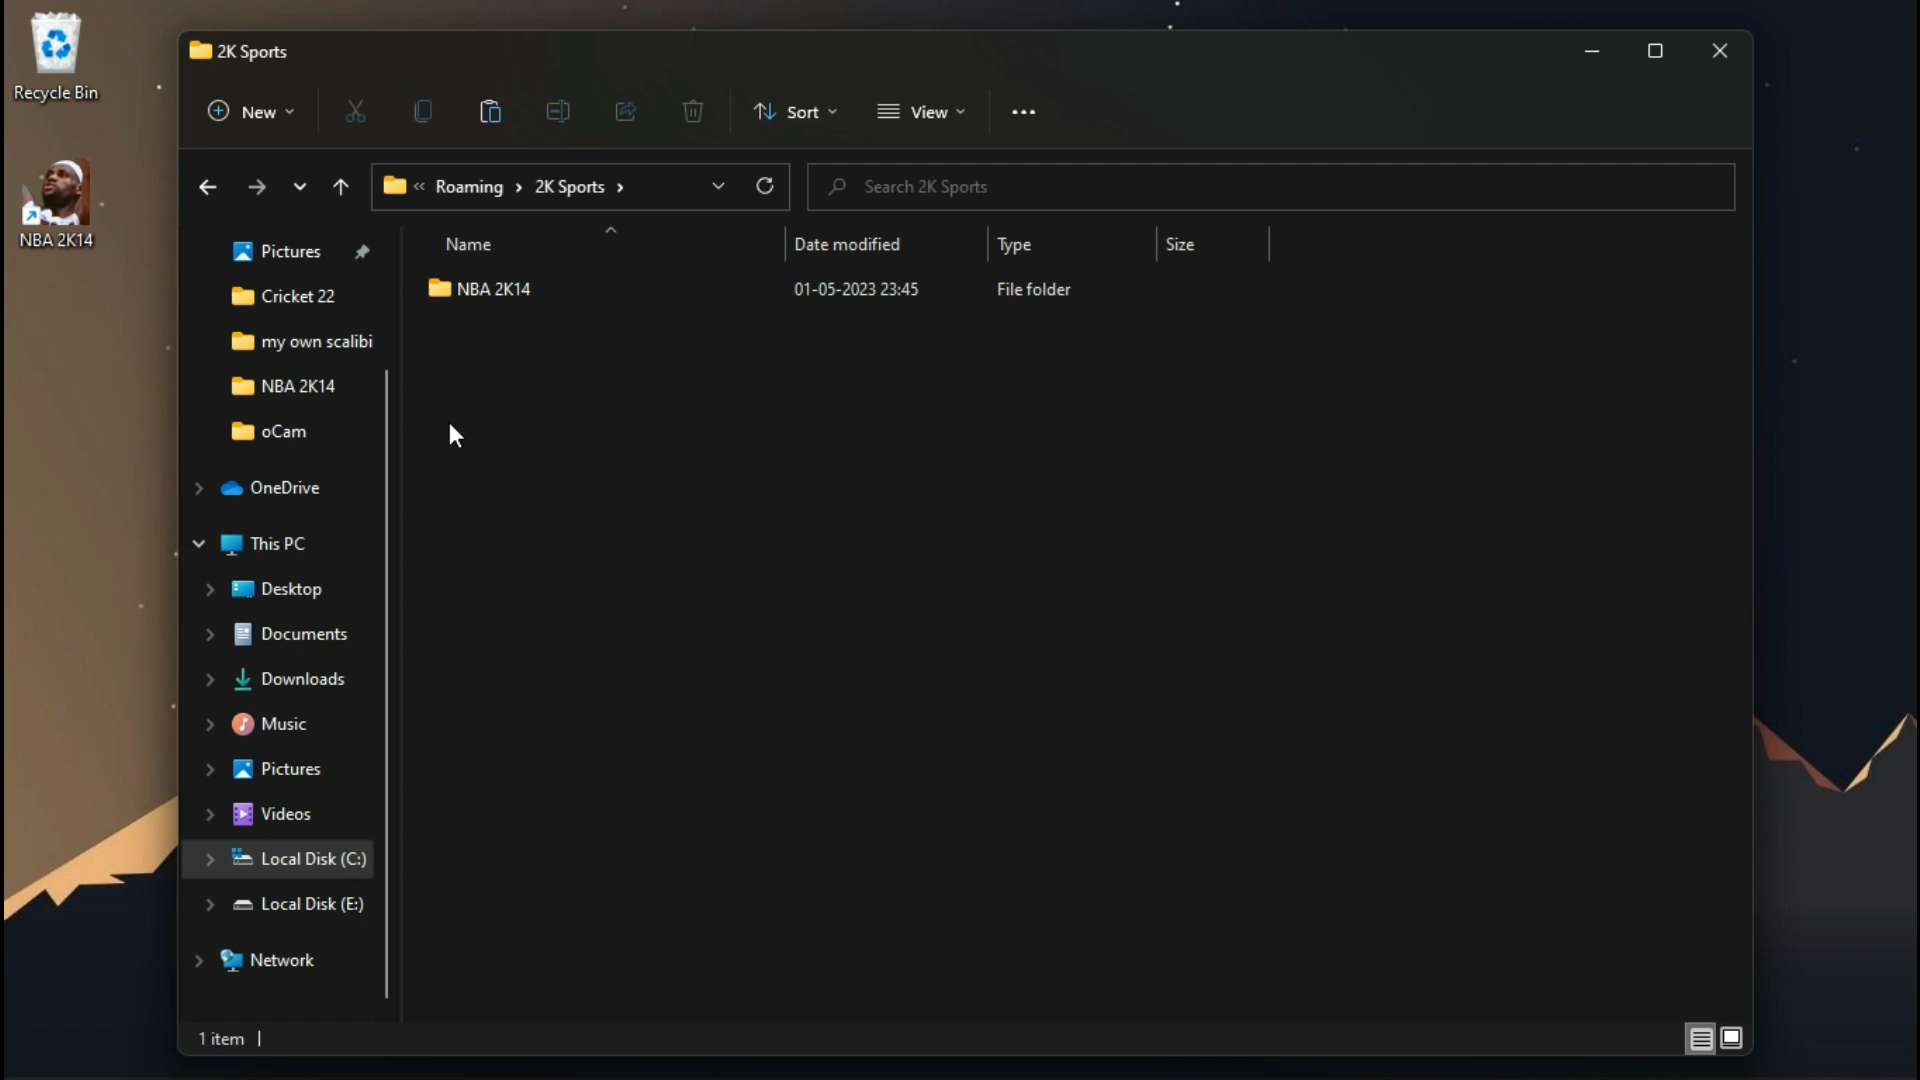 2K Sports
Recycle Bin
New
Sort
View
Roaming › 2K Sports ›
Search 2K Sports
NBA 2K14
Name
Date modified
Type
Size
Pictures
NBA 2K14
01-05-2023 23:45
File folder
Cricket 22
my own scalibi
NBA 2K14
oCam
OneDrive
This PC
Desktop
Documents
Downloads
Music
Pictures
Videos
Local Disk (C:)
Local Disk (E:)
Network
1 item